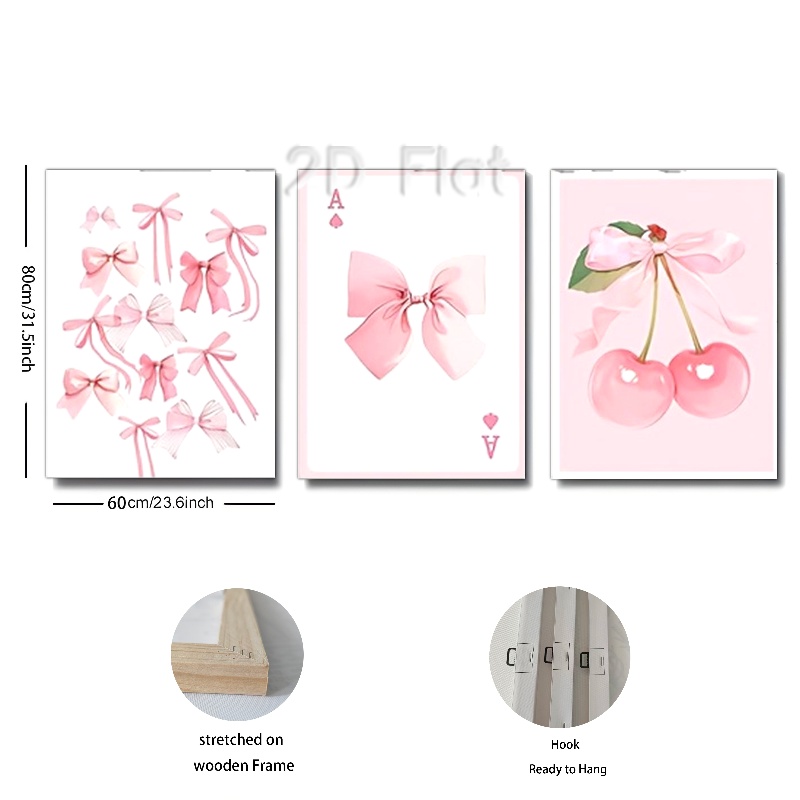 2D Flat
A
A
80cm/31.5inch
60cm/23.6inch
stretched on
wooden Frame
Hook
Ready to Hang